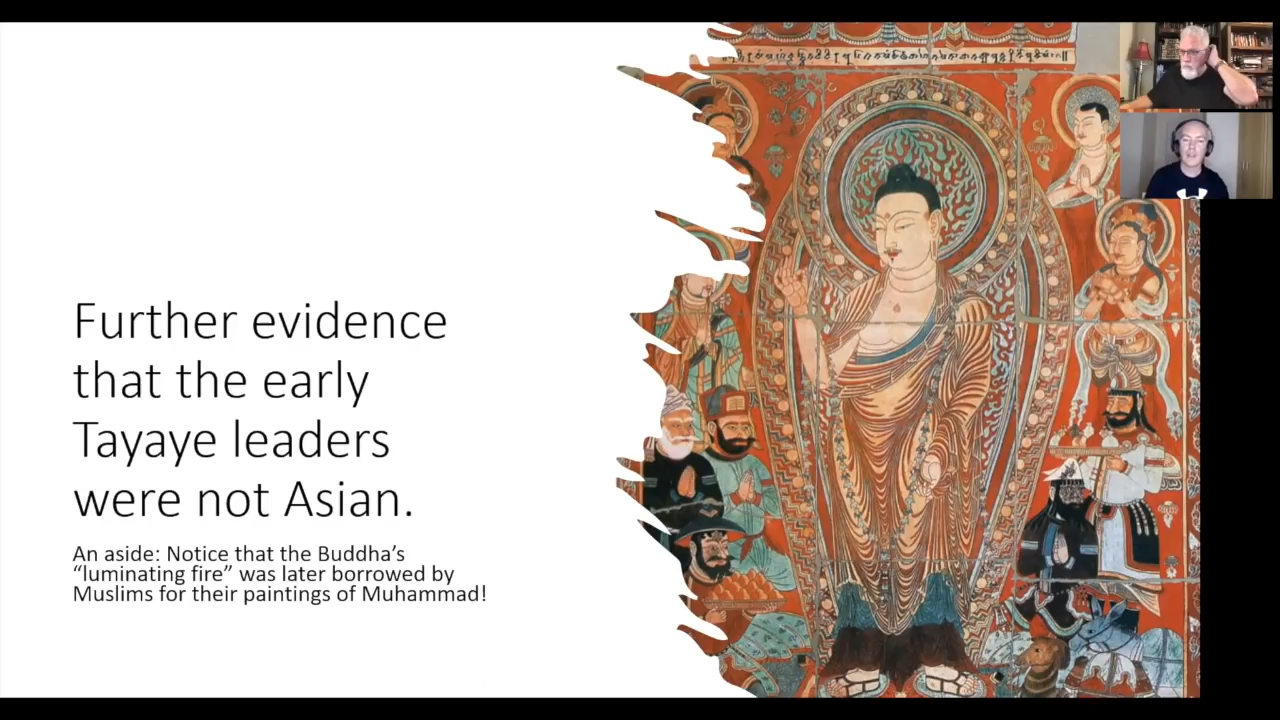 Further evidence
that the early
Tayaye leaders
were not Asian.
An aside: Notice that the Buddha’s
“luminating fire” was later borrowed by
Muslims for their paintings of Muhammad!